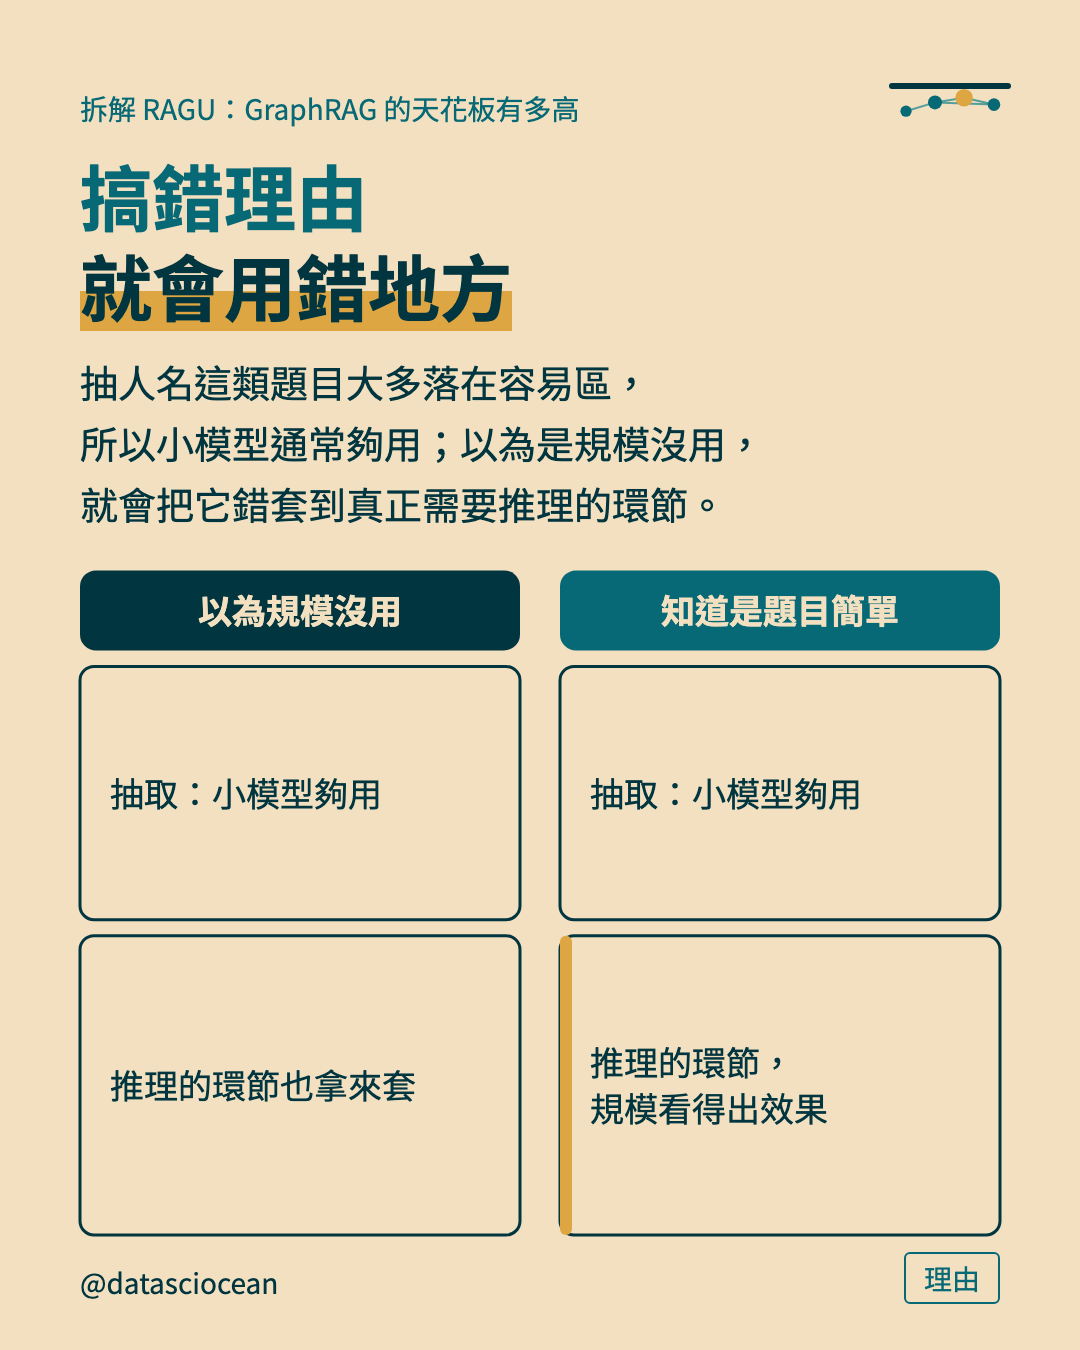 拆解 RAGU：GraphRAG 的天花板有多高
搞錯理由
就會用錯地方
抽人名這類題目大多落在容易區，
所以小模型通常夠用；以為是規模沒用，
就會把它錯套到真正需要推理的環節。
以為規模沒用
知道是題目簡單
抽取：小模型夠用
抽取：小模型夠用
推理的環節也拿來套
推理的環節，
規模看得出效果
@datasciocean
理由